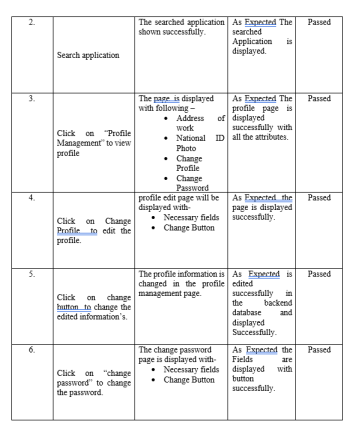 2.
Search application
The searched application
shown successfully.
As Expected The
searched
Application is
displayed.
Passed
3.
Click on "Profile
Management" to view
profile
The page is displayed
with following –
• Address of
work
• National ID
Photo
• Change
Profile
• Change
Password
As Expected The
profile page is
displayed
successfully with
all the attributes.
Passed
4.
Click on Change
Profile to edit the
profile.
profile edit page will be
displayed with-
• Necessary fields
• Change Button
As Expected the
page is displayed
successfully.
Passed
5.
Click on change
button to change the
edited information's.
The profile information is
changed in the profile
management page.
As Expected is
edited
successfully in
the backend
database and
displayed
Successfully.
Passed
6.
Click on "change
password" to change
the password.
The change password
page is displayed with-
• Necessary fields
• Change Button
As Expected the
Fields are
displayed with
button
successfully.
Passed